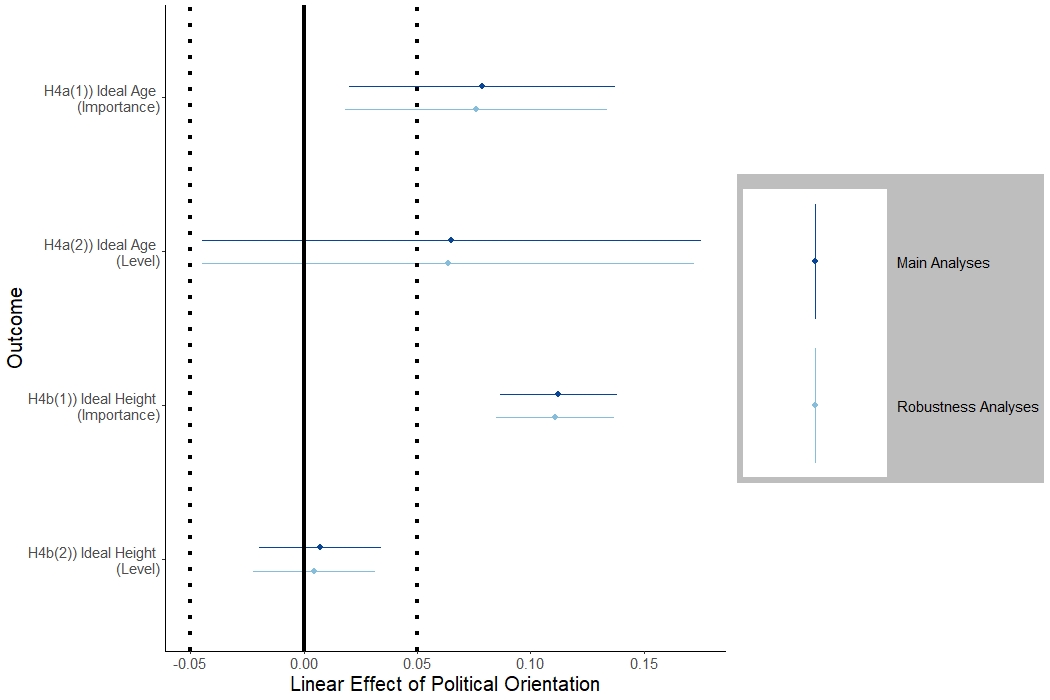 H4a(1)) Ideal Age
(Importance)
H4a(2)) Ideal Age
(Level)
H4b(1)) Ideal Height
(Importance)
H4b(2)) Ideal Height
(Level)
Outcome
-0.05
0.00
0.05
0.10
0.15
Linear Effect of Political Orientation
Main Analyses
Robustness Analyses